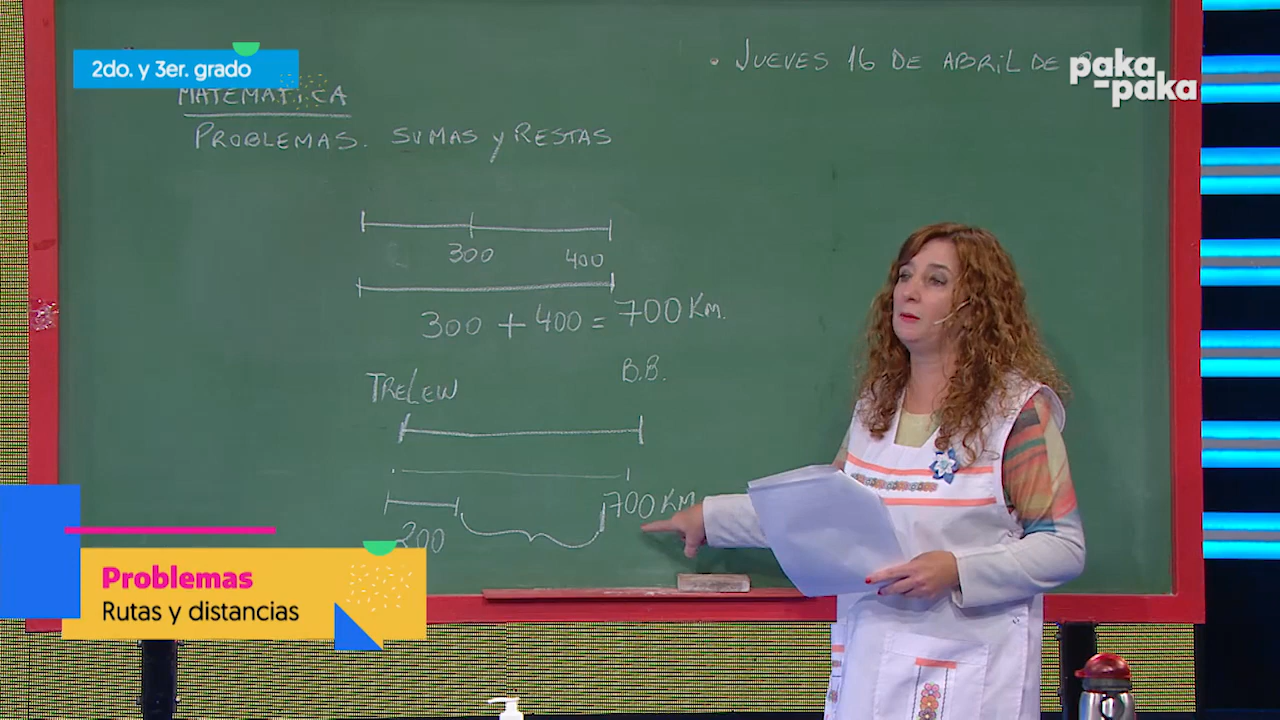 2do. y 3er. grado
JUEVES 16 DE ABRIL DE
paka-
paka
MATEMATICA
PROBLEMAS. SUMAS y RESTAS
300 400
300 + 400 = 700 KM.
TRELEW B.B.
700 KM
200
Problemas
Rutas y distancias